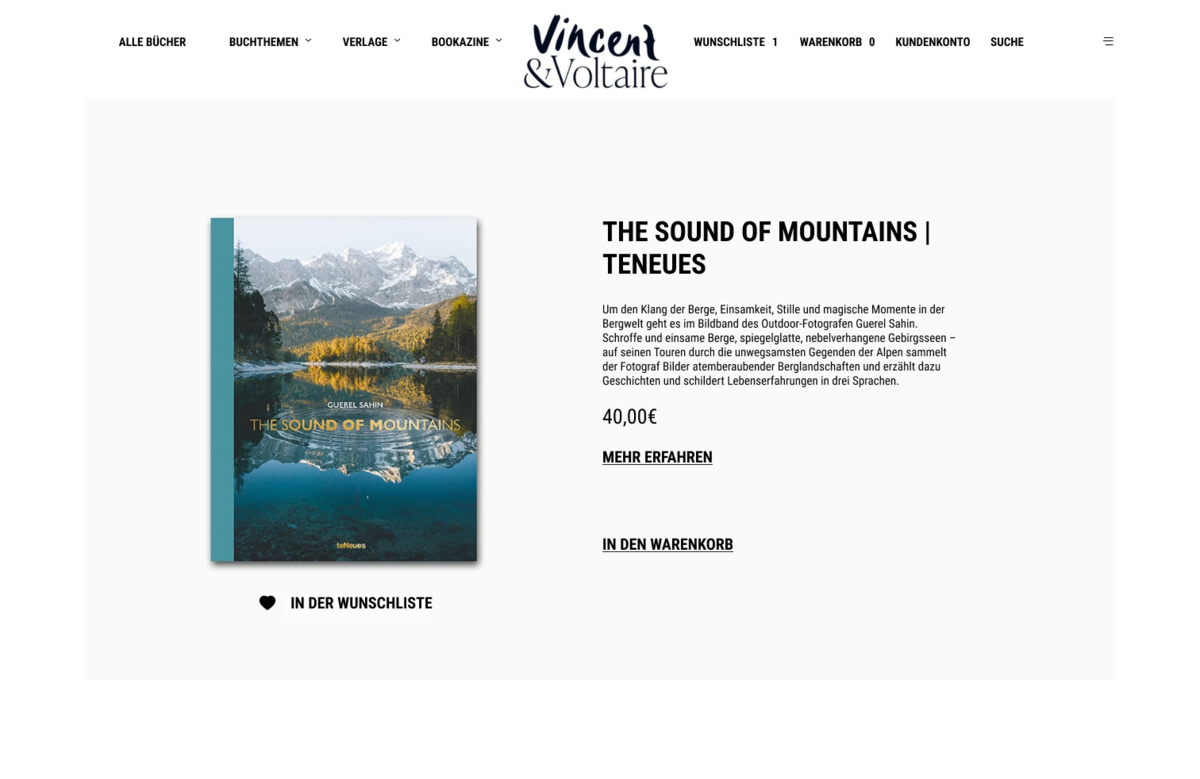 ALLE BÜCHER
BUCHTHEMEN
VERLAGE
BOOKAZINE
Vincent
&Voltaire
WUNSCHLISTE 1
WARENKORB 0
KUNDENKONTO
SUCHE
GUEREL SAHIN
THE SOUND OF MOUNTAINS
teNeues
IN DER WUNSCHLISTE
THE SOUND OF MOUNTAINS |
TENEUES
Um den Klang der Berge, Einsamkeit, Stille und magische Momente in der
Bergwelt geht es im Bildband des Outdoor-Fotografen Guerel Sahin.
Schroffe und einsame Berge, spiegelglatte, nebelverhangene Gebirgsseen –
auf seinen Touren durch die unwegsamsten Gegenden der Alpen sammelt
der Fotograf Bilder atemberaubender Berglandschaften und erzählt dazu
Geschichten und schildert Lebenserfahrungen in drei Sprachen.
40,00€
MEHR ERFAHREN
IN DEN WARENKORB